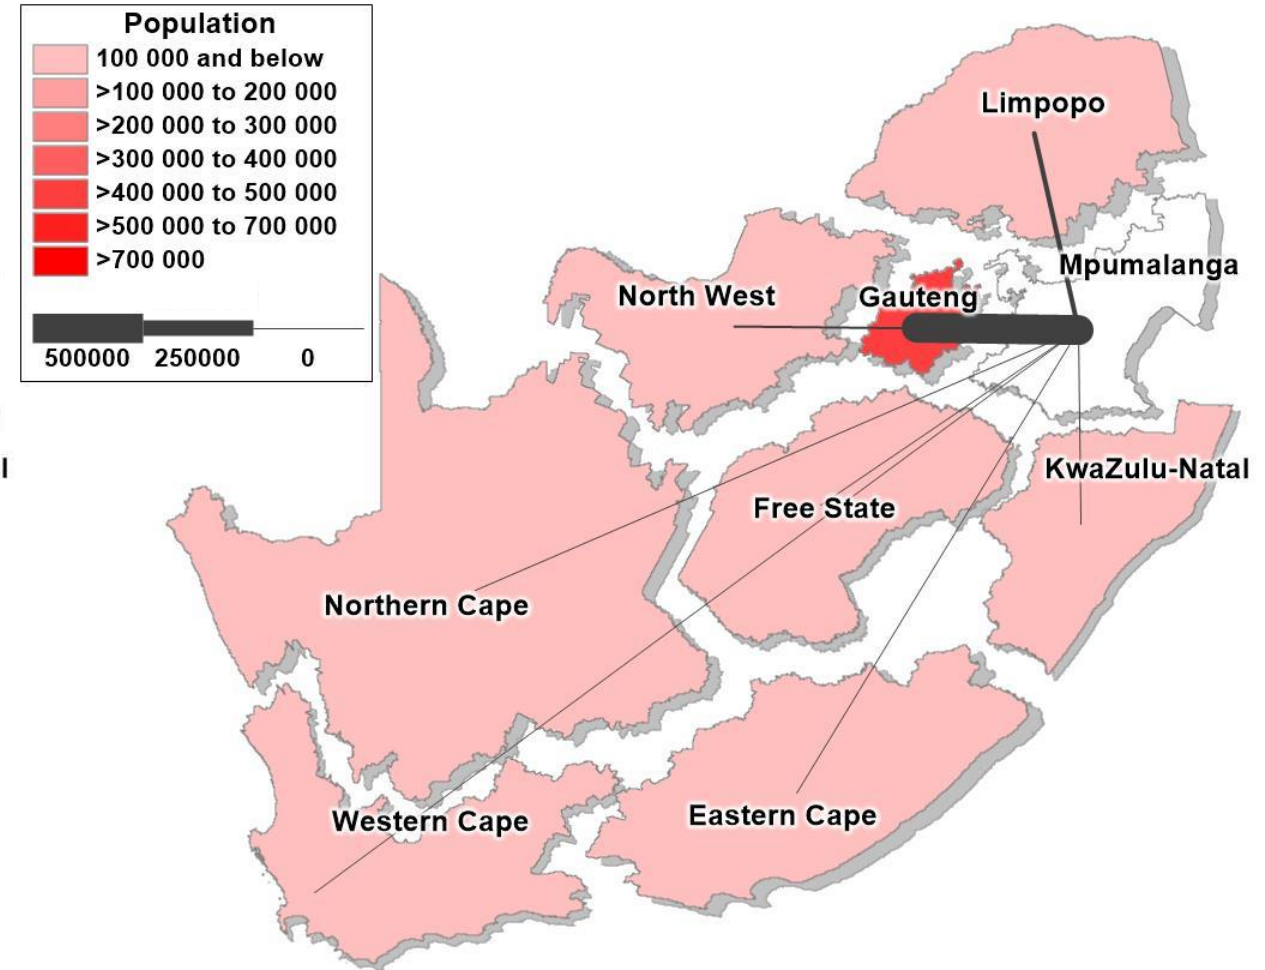 Population
100 000 and below
>100 000 to 200 000
>200 000 to 300 000
>300 000 to 400 000
>400 000 to 500 000
>500 000 to 700 000
>700 000
500000 250000 0
Limpopo
Mpumalanga
North West
Gauteng
l
KwaZulu-Natal
Free State
Northern Cape
Western Cape
Eastern Cape